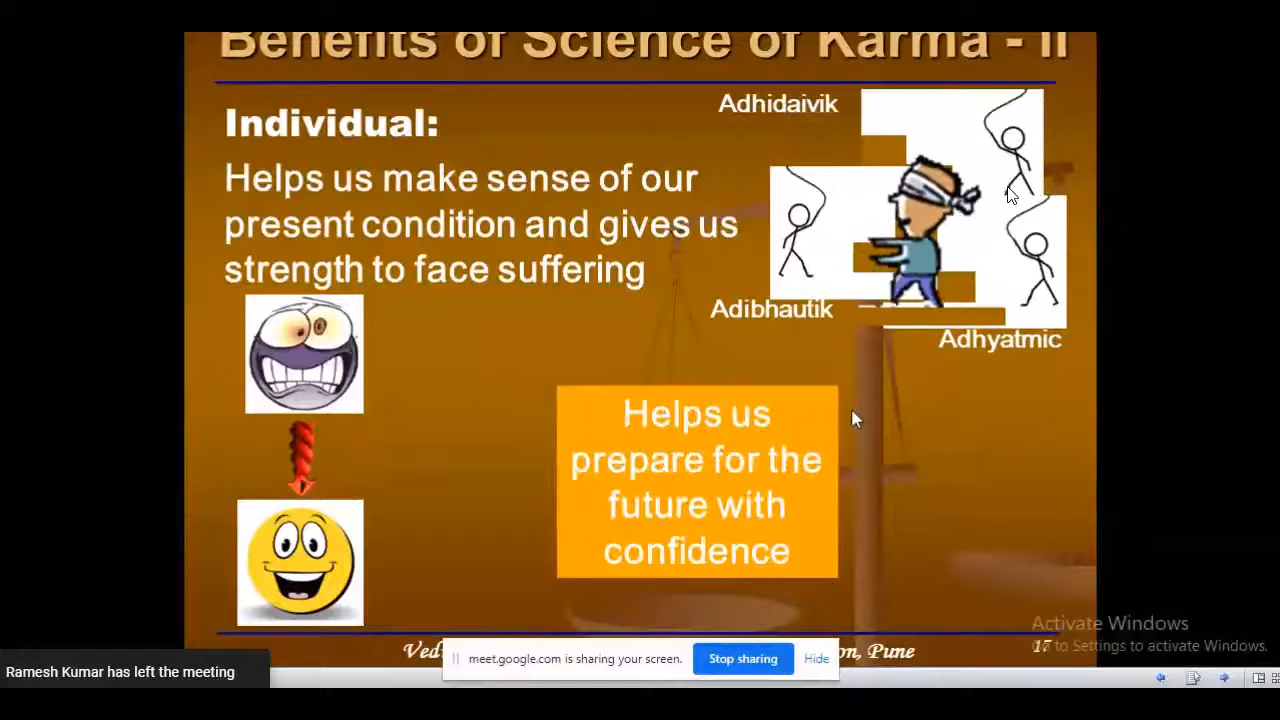 Benefits of Science of Karma - II
Individual:
Helps us make sense of our
present condition and gives us
strength to face suffering
Adhidaivik
Adibhautik
Adhyatmic
Helps us
prepare for the
future with
confidence
Activate Windows
Go to Settings to activate Windows.
Pune
17
meet.google.com is sharing your screen.
Stop sharing
Hide
Ramesh Kumar has left the meeting